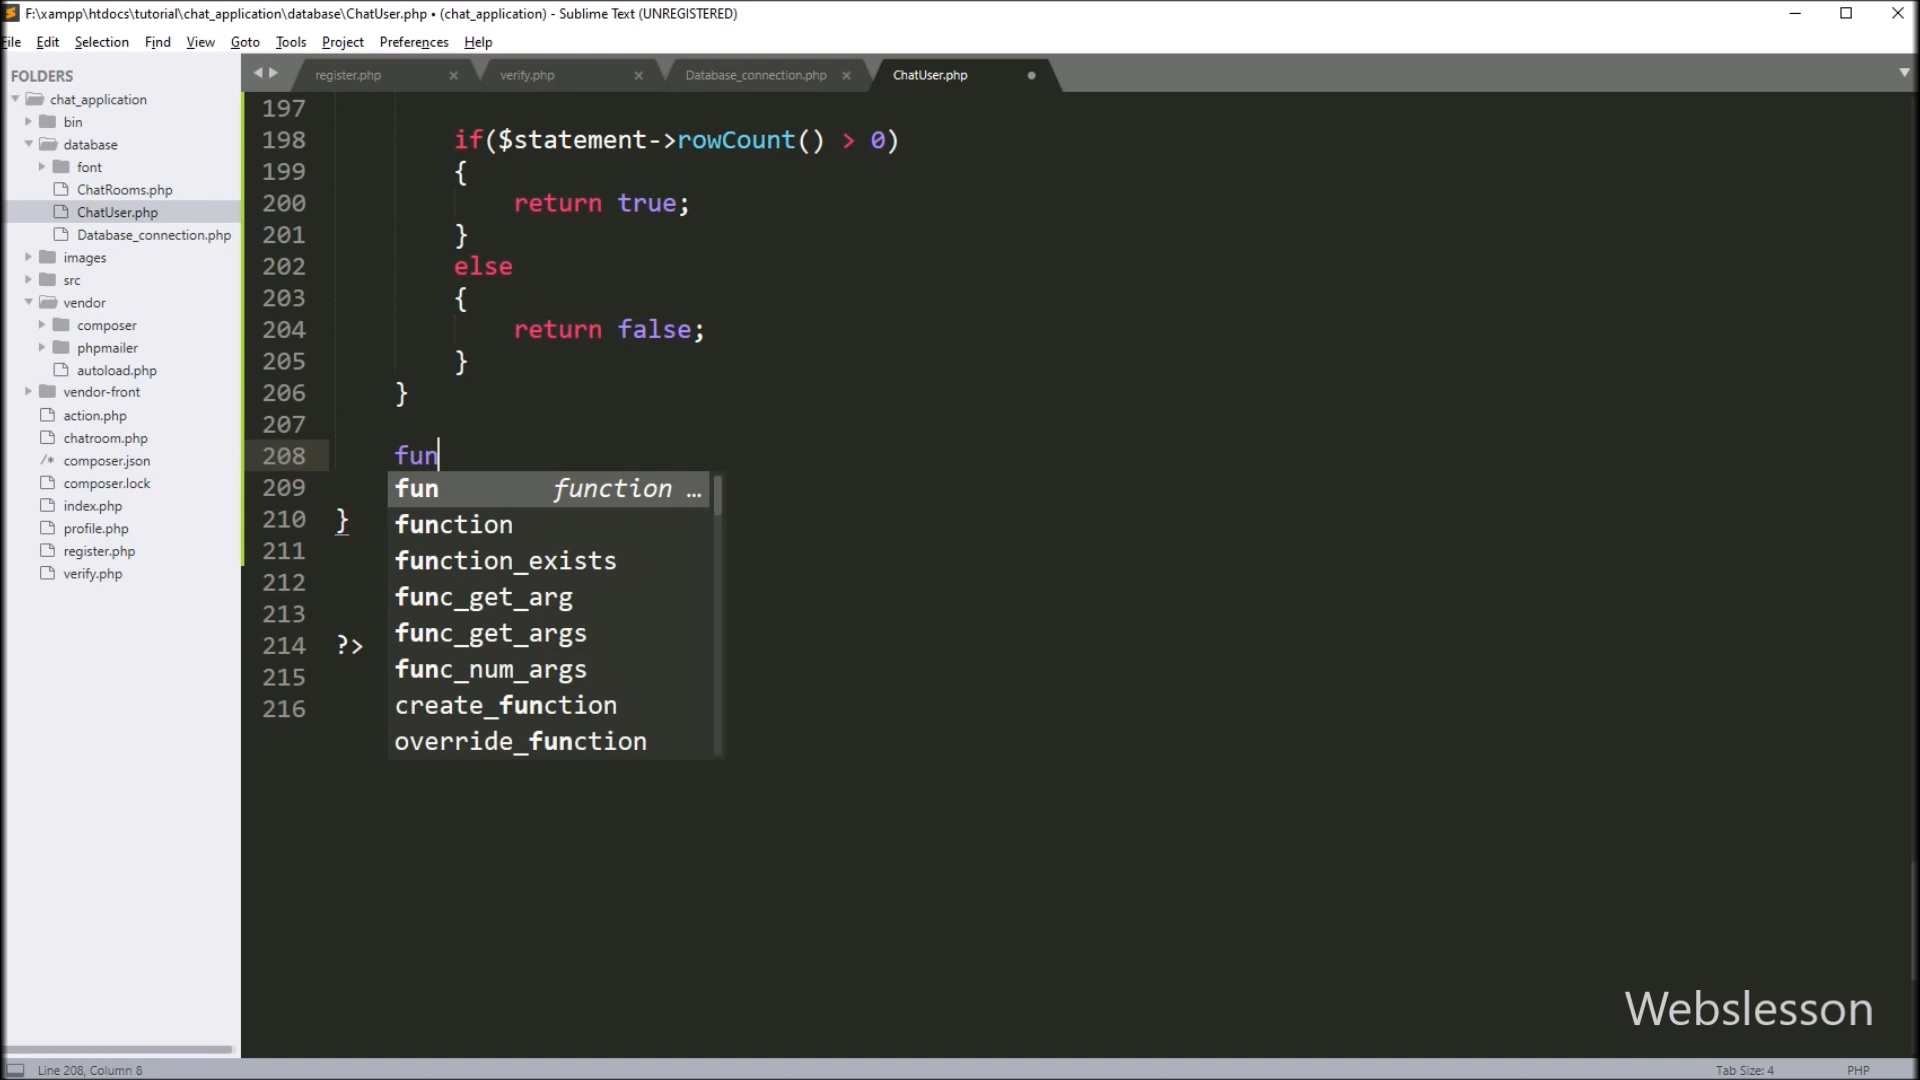 F:\xampp\htdocs\tutorial\chat_application\database\ChatUser.php • (chat_application) - Sublime Text (UNREGISTERED)
File Edit Selection Find View Goto Tools Project Preferences Help
FOLDERS
chat_application
bin
database
font
ChatRooms.php
ChatUser.php
Database_connection.php
images
src
vendor
composer
phpmailer
autoload.php
vendor-front
action.php
chatroom.php
/* composer.json
composer.lock
index.php
profile.php
register.php
verify.php
register.php × verify.php × Database_connection.php × ChatUser.php •
197
198 if($statement->rowCount() > 0)
199 {
200 return true;
201 }
202 else
203 {
204 return false;
205 }
206 }
207
208 fun
209
210 }
211
212
213
214 ?>
215
216
fun function …
function
function_exists
func_get_arg
func_get_args
func_num_args
create_function
override_function
Webslesson
Line 208, Column 8 Tab Size: 4 PHP